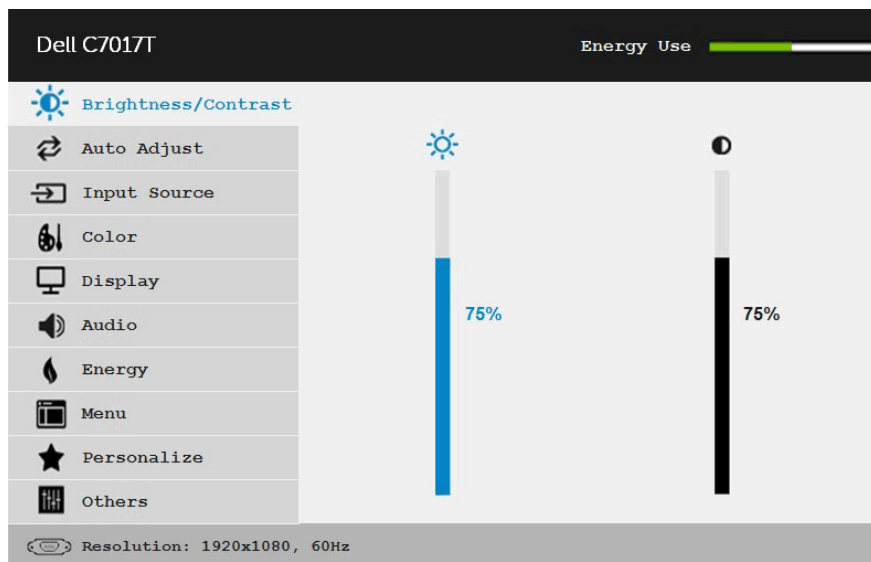 Dell C7017T
Energy Use
Brightness/Contrast
Auto Adjust
Input Source
Color
Display
Audio
Energy
Menu
Personalize
Others
75%
75%
Resolution: 1920x1080, 60Hz